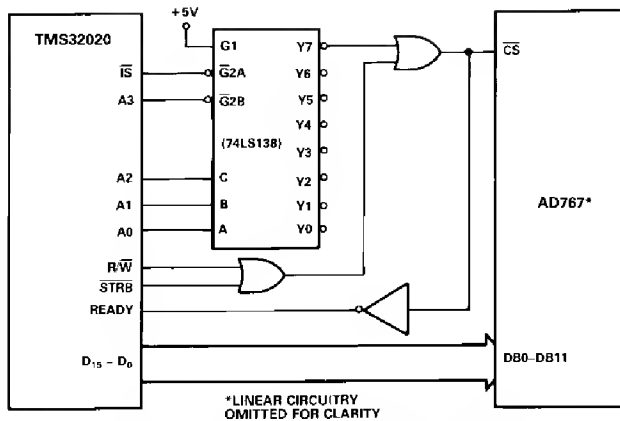 +5V
TMS32020
G1
Y7
IS
G2A
Y6
CS
A3
G2B
Y5
Y4
(74LS138)
Y3
A2
C
Y2
A1
B
Y1
AD767*
A0
A
Y0
R/W
STRB
READY
D15 – D0
DB0–DB11
*LINEAR CIRCUITRY
OMITTED FOR CLARITY